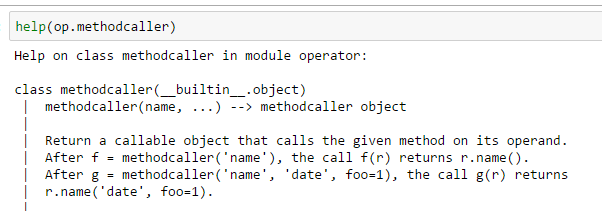 help(op.methodcaller)
Help on class methodcaller in module operator:
class methodcaller(__builtin__.object)
|  methodcaller(name, ...) --> methodcaller object
|
|  Return a callable object that calls the given method on its operand.
|  After f = methodcaller('name'), the call f(r) returns r.name().
|  After g = methodcaller('name', 'date', foo=1), the call g(r) returns
|  r.name('date', foo=1).
|